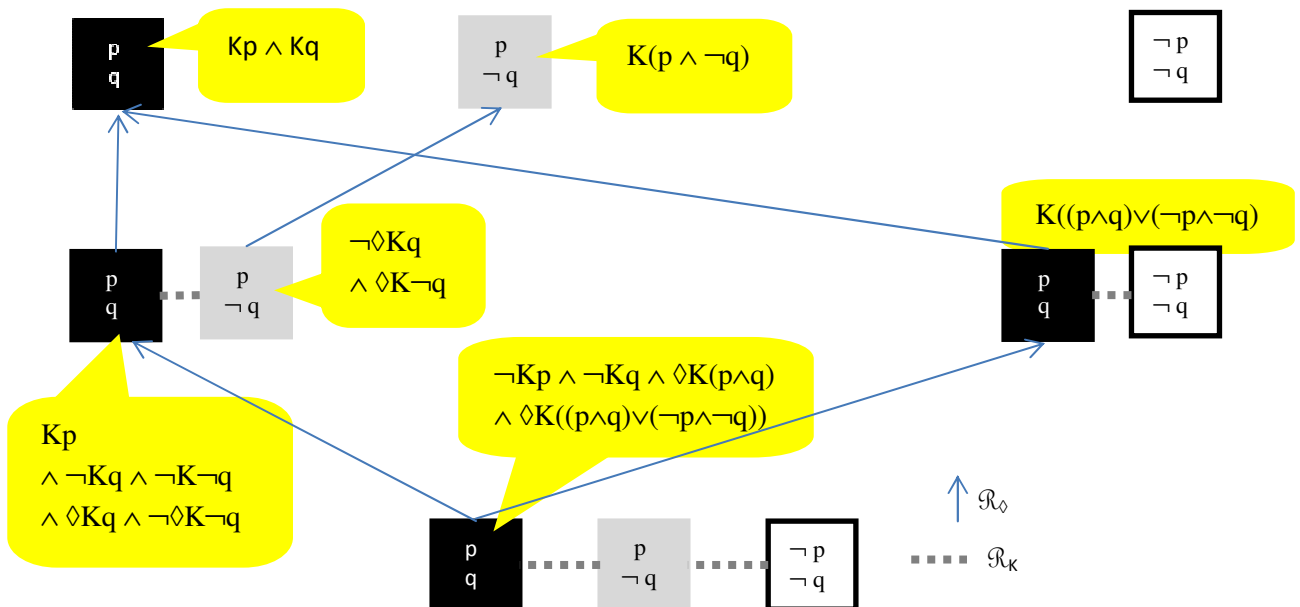 p
q
Kp ∧ Kq
p
¬ q
K(p ∧ ¬q)
¬ p
¬ q
K((p∧q)∨(¬p∧¬q)
p
q
p
¬ q
¬◊Kq
∧ ◊K¬q
p
q
¬ p
¬ q
Kp
∧ ¬Kq ∧ ¬K¬q
∧ ◊Kq ∧ ¬◊K¬q
¬Kp ∧ ¬Kq ∧ ◊K(p∧q)
∧ ◊K((p∧q)∨(¬p∧¬q))
p
q
p
¬ q
¬ p
¬ q
ℛ◊
ℛK